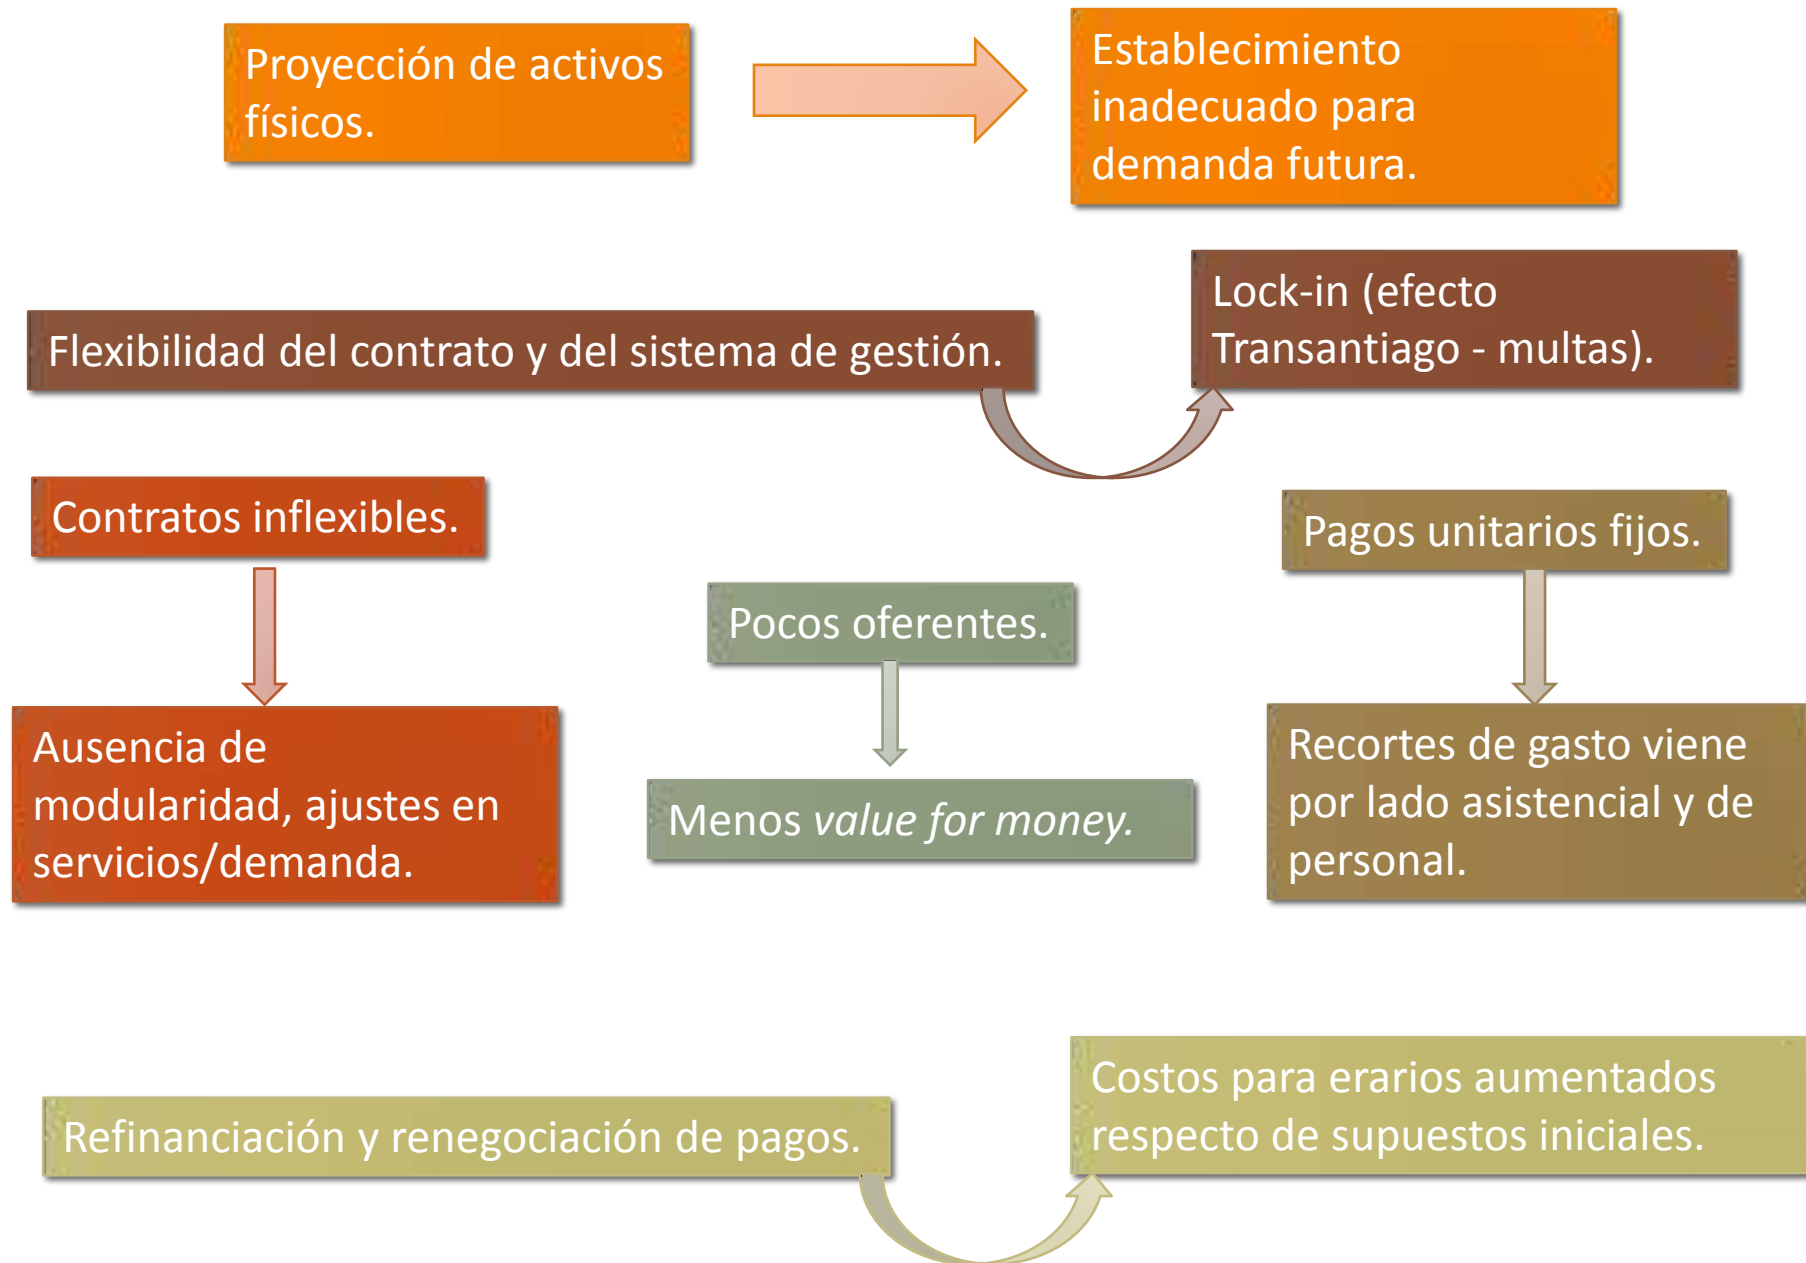 Proyección de activos
físicos.
Establecimiento
inadecuado para
demanda futura.
Flexibilidad del contrato y del sistema de gestión.
Lock-in (efecto
Transantiago - multas).
Contratos inflexibles.
Ausencia de
modularidad, ajustes en
servicios/demanda.
Pocos oferentes.
Menos value for money.
Pagos unitarios fijos.
Recortes de gasto viene
por lado asistencial y de
personal.
Refinanciación y renegociación de pagos.
Costos para erarios aumentados
respecto de supuestos iniciales.